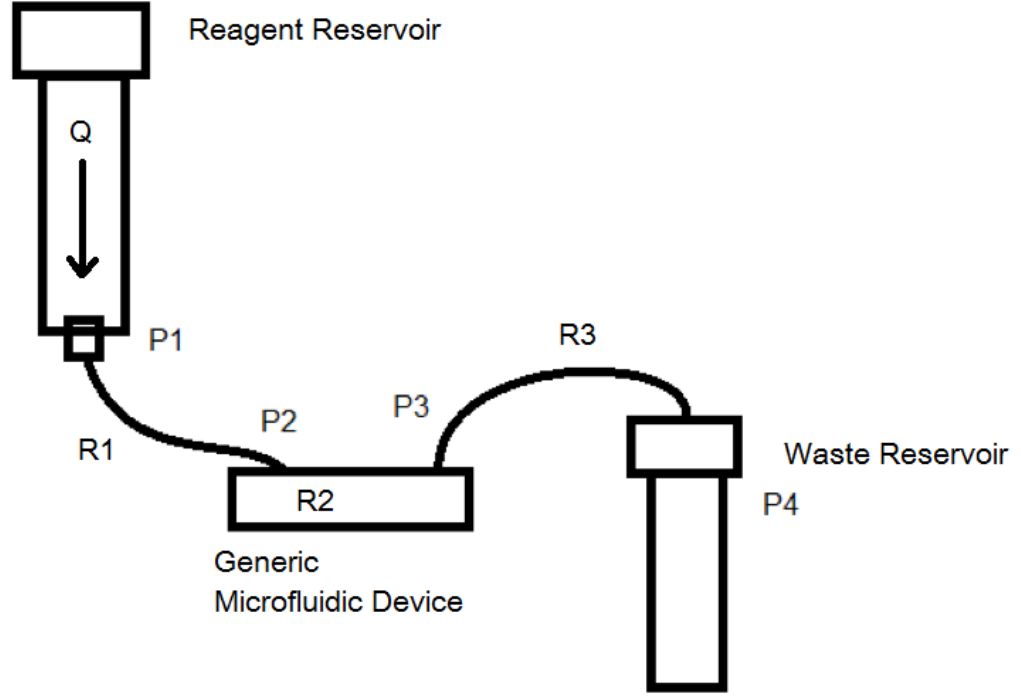 Reagent Reservoir
Q
P1
R3
P3
P2
R1
Waste Reservoir
R2
P4
Generic
Microfluidic Device